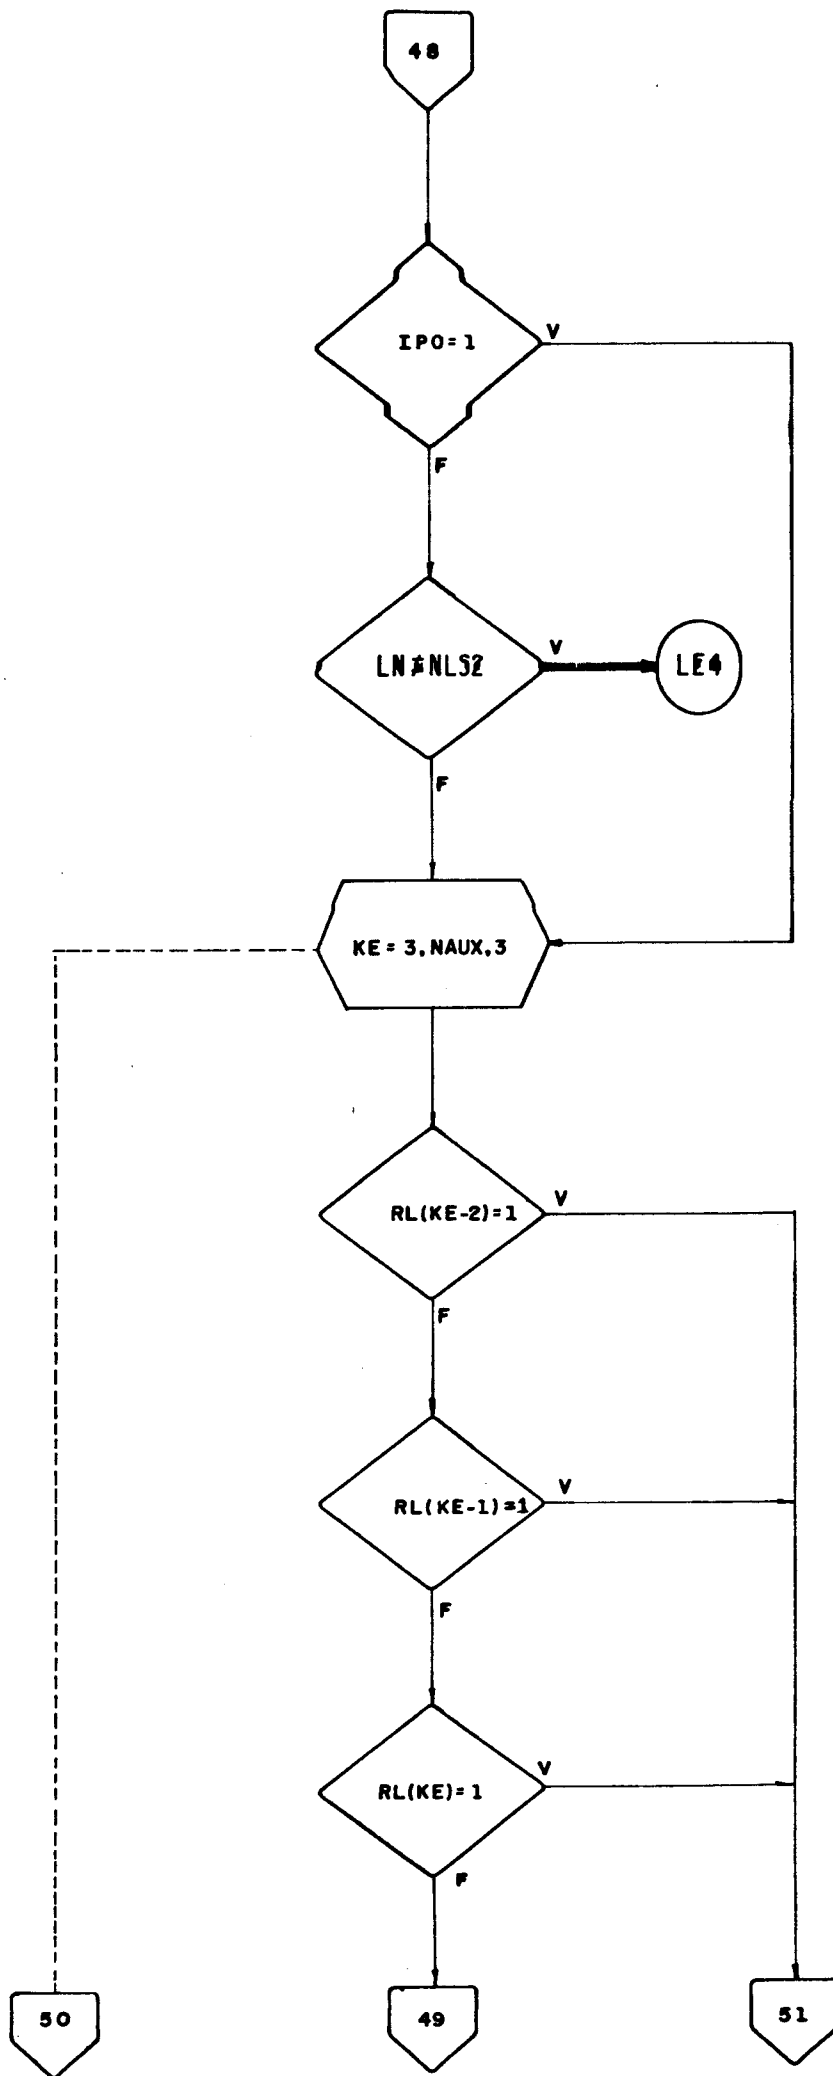 48
IPO=1
V
F
LN≠NLS2
V
LE4
F
KE=3,NAUX,3
RL(KE-2)=1
V
F
RL(KE-1)=1
V
F
RL(KE)=1
V
F
50
49
51